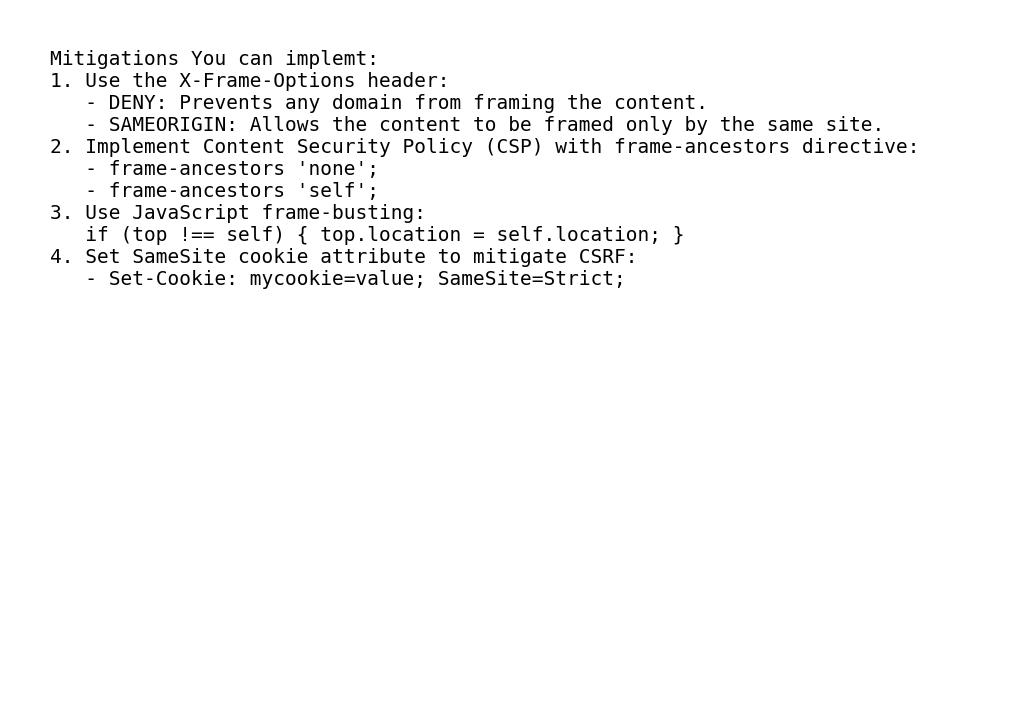 Mitigations You can implemt:
1. Use the X-Frame-Options header:
   - DENY: Prevents any domain from framing the content.
   - SAMEORIGIN: Allows the content to be framed only by the same site.
2. Implement Content Security Policy (CSP) with frame-ancestors directive:
   - frame-ancestors 'none';
   - frame-ancestors 'self';
3. Use JavaScript frame-busting:
   if (top !== self) { top.location = self.location; }
4. Set SameSite cookie attribute to mitigate CSRF:
   - Set-Cookie: mycookie=value; SameSite=Strict;